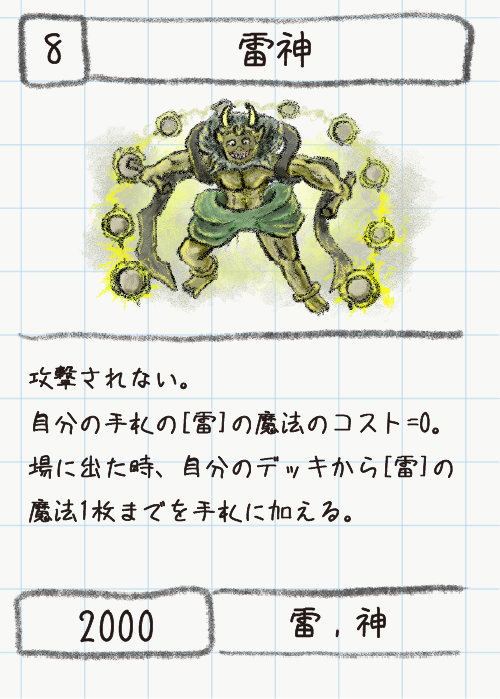 8
雷神
攻撃されない。
自分の手札の[雷]の魔法のコスト=0。
場に出た時、自分のデッキから[雷]の
魔法1枚までを手札に加える。
2000
雷,神